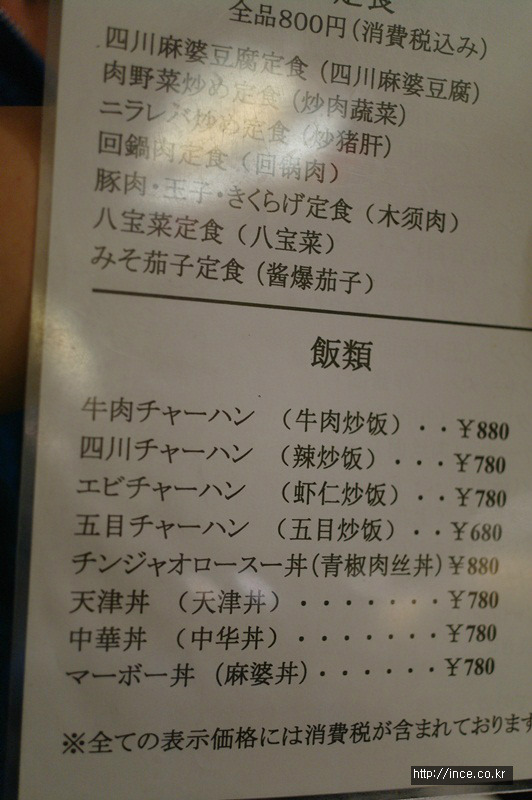 定食
全品800円(消費税込み)
四川麻婆豆腐定食 (四川麻婆豆腐)
肉野菜炒め定食 (炒肉蔬菜)
ニラレバ炒め定食 (炒猪肝)
回鍋肉定食 (回锅肉)
豚肉・玉子・きくらげ定食 (木须肉)
八宝菜定食 (八宝菜)
みそ茄子定食 (酱爆茄子)
飯類
牛肉チャーハン (牛肉炒饭) ・・¥880
四川チャーハン (辣炒饭) ・・・¥780
エビチャーハン (虾仁炒饭) ・・¥780
五目チャーハン (五目炒饭) ・・¥680
チンジャオロースー丼(青椒肉丝丼)¥880
天津丼 (天津丼) ・・・・・・・¥780
中華丼 (中华丼) ・・・・・・・¥780
マーボー丼 (麻婆丼)・・・・・・¥780
※全ての表示価格には消費税が含まれております
http://ince.co.kr